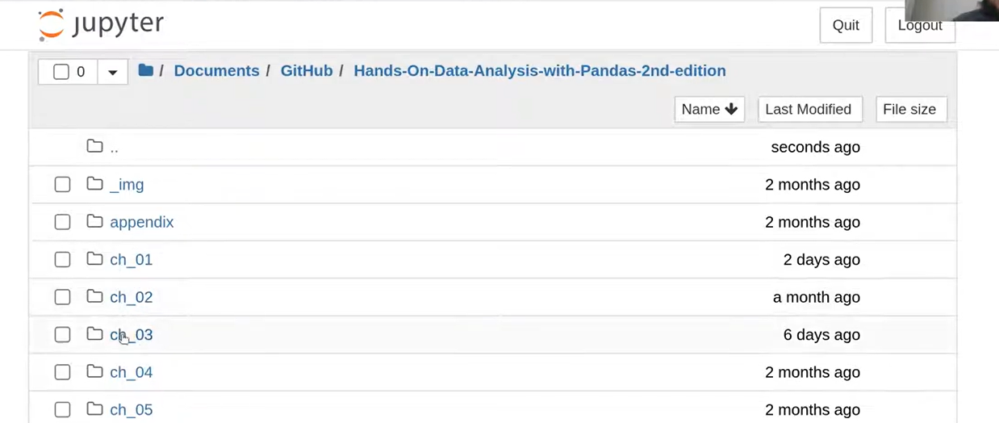 jupyter Quit Logout
0 / Documents / GitHub / Hands-On-Data-Analysis-with-Pandas-2nd-edition
Name Last Modified File size
.. seconds ago
_img 2 months ago
appendix 2 months ago
ch_01 2 days ago
ch_02 a month ago
ch_03 6 days ago
ch_04 2 months ago
ch_05 2 months ago